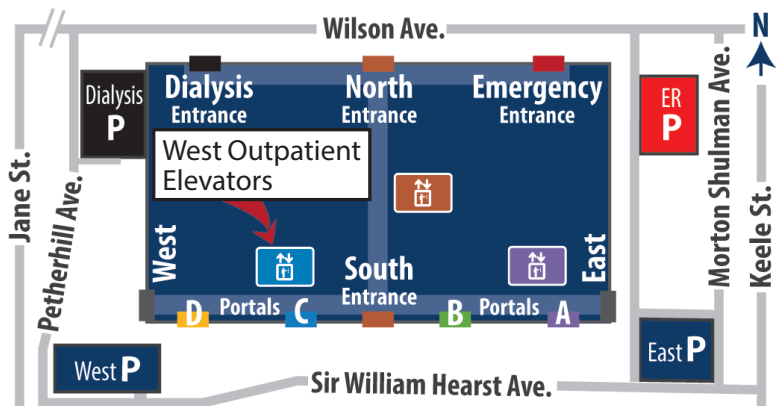 Wilson Ave.
N
Dialysis
P
Dialysis
Entrance
North
Entrance
Emergency
Entrance
ER
P
West Outpatient
Elevators
Jane St.
Petherhill Ave.
West
East
Morton Shulman Ave.
Keele St.
South
Entrance
D Portals C
B Portals A
West P
East P
Sir William Hearst Ave.